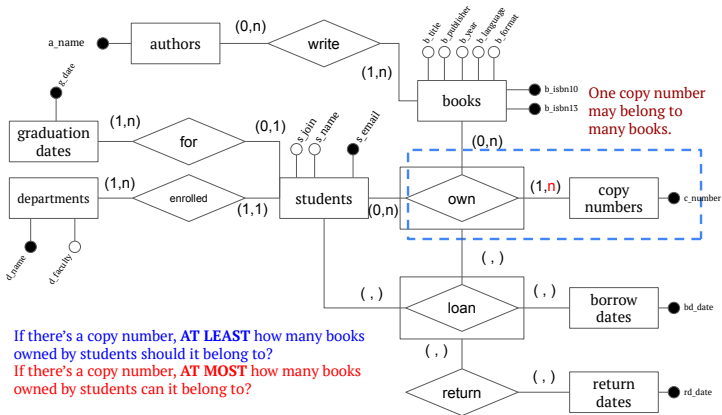 a_name
authors
(0,n)
write
(1,n)
b_title
b_publisher
b_year
b_language
b_format
books
b_isbn10
b_isbn13
One copy number
may belong to
many books.
g_date
graduation
dates
(1,n)
for
(0,1)
s_join
s_name
s_email
(0,n)
departments
(1,n)
enrolled
(1,1)
students
(0,n)
own
(1,n)
copy
numbers
c_number
d_name
d_faculty
( , )
( , )
loan
( , )
borrow
dates
bd_date
( , )
return
( , )
return
dates
rd_date
If there's a copy number, AT LEAST how many books
owned by students should it belong to?
If there's a copy number, AT MOST how many books
owned by students can it belong to?